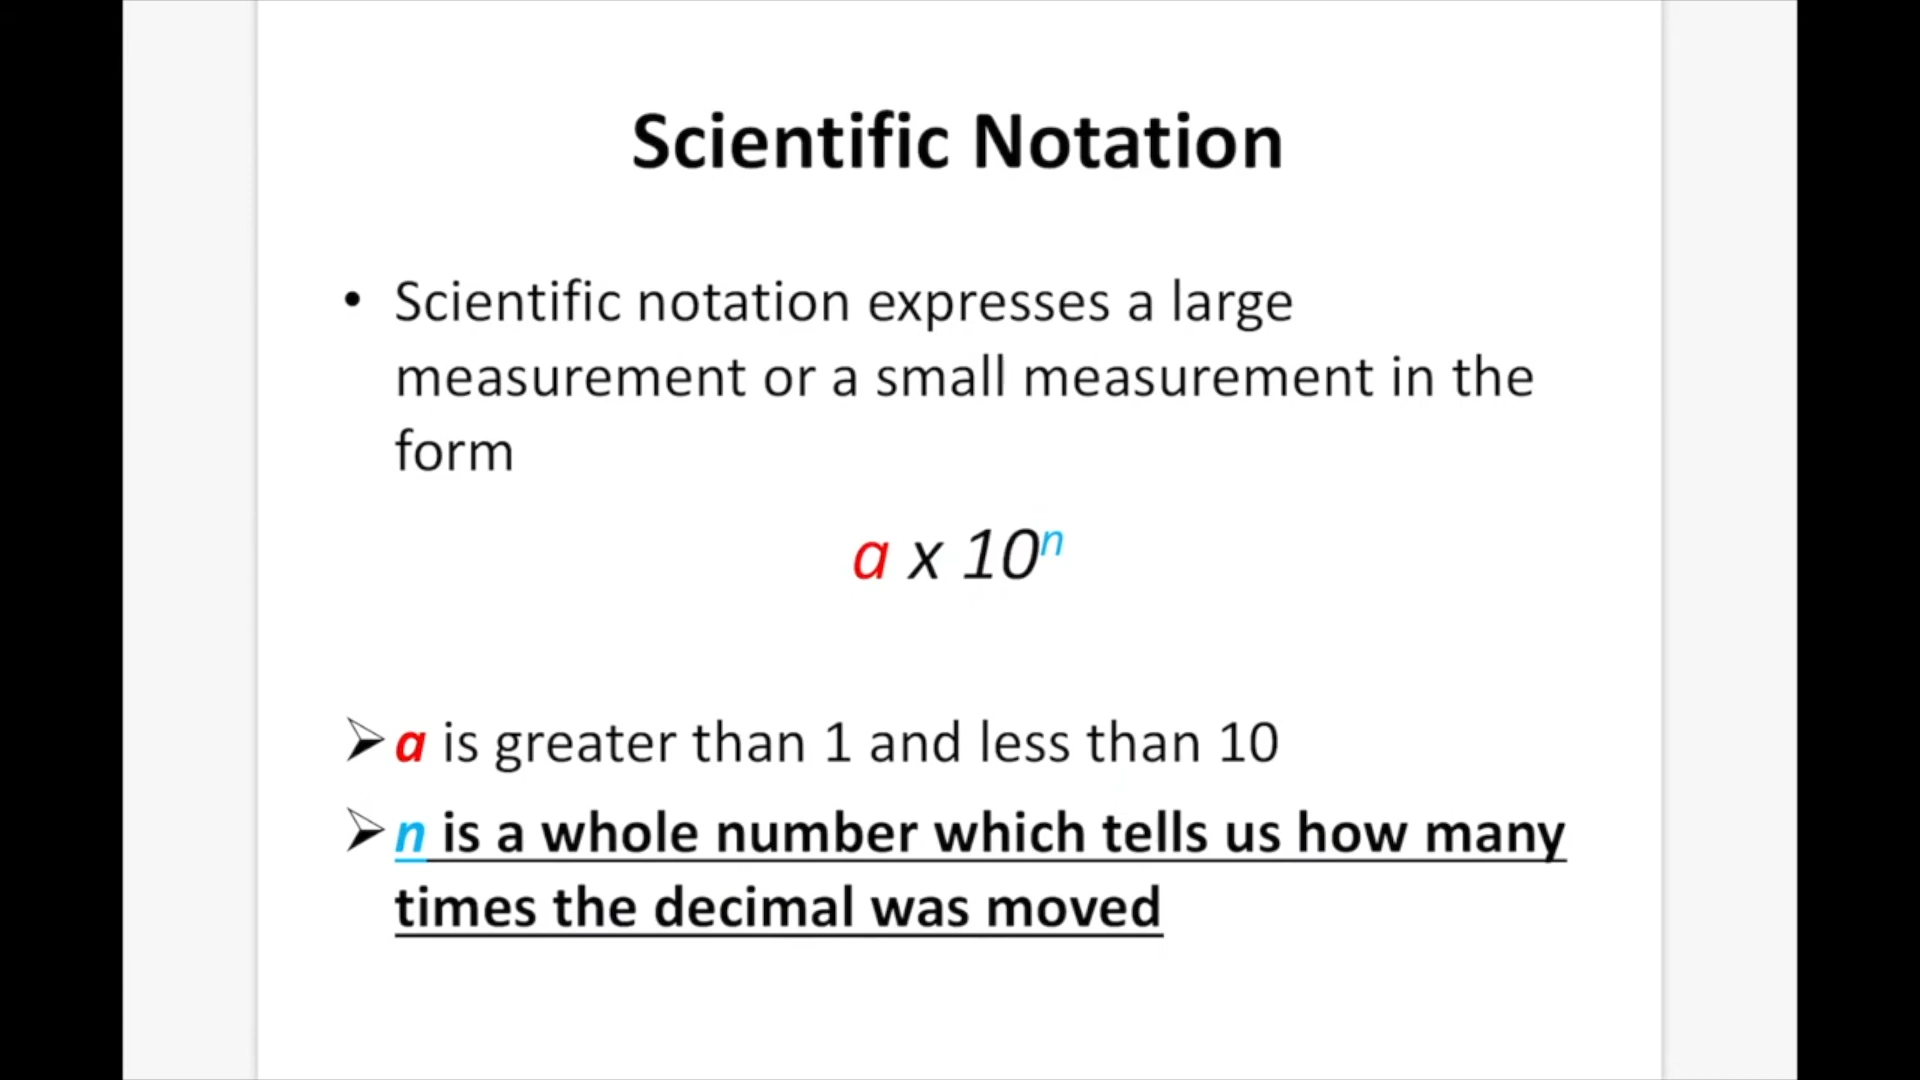 Scientific Notation
• Scientific notation expresses a large
measurement or a small measurement in the
form
a x 10ⁿ
➢ a is greater than 1 and less than 10
➢ n is a whole number which tells us how many
times the decimal was moved